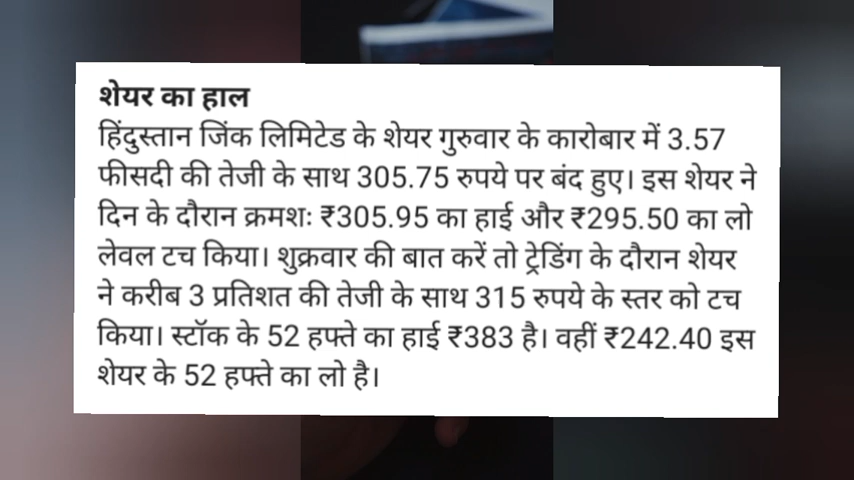 शेयर का हाल
हिंदुस्तान जिंक लिमिटेड के शेयर गुरुवार के कारोबार में 3.57
फीसदी की तेजी के साथ 305.75 रुपये पर बंद हुए। इस शेयर ने
दिन के दौरान क्रमशः ₹305.95 का हाई और ₹295.50 का लो
लेवल टच किया। शुक्रवार की बात करें तो ट्रेडिंग के दौरान शेयर
ने करीब 3 प्रतिशत की तेजी के साथ 315 रुपये के स्तर को टच
किया। स्टॉक के 52 हफ्ते का हाई ₹383 है। वहीं ₹242.40 इस
शेयर के 52 हफ्ते का लो है।